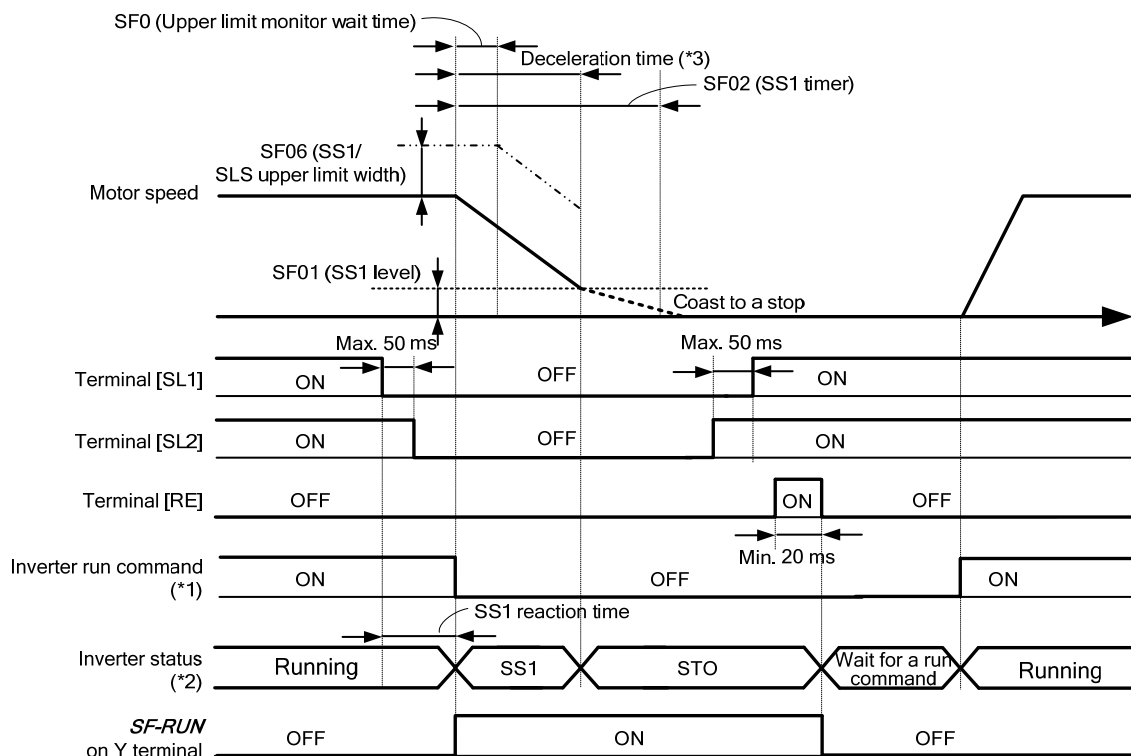 SF0 (Upper limit monitor wait time)
Deceleration time (*3)
SF02 (SS1 timer)
SF06 (SS1/
SLS upper limit width)
Motor speed
SF01 (SS1 level)
Coast to a stop
Max. 50 ms
Max. 50 ms
Terminal [SL1]
ON
OFF
ON
Terminal [SL2]
ON
OFF
ON
Terminal [RE]
OFF
ON
OFF
Min. 20 ms
Inverter run command
(*1)
ON
OFF
ON
SS1 reaction time
Inverter status
(*2)
Running
SS1
STO
Wait for a run
command
Running
SF-RUN
on Y terminal
OFF
ON
OFF